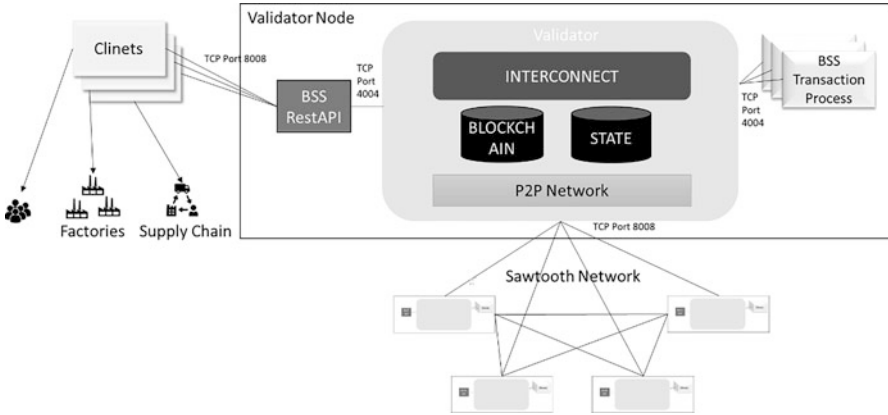 Validator Node
Clinets
TCP Port 8008
BSS
RestAPI
TCP
Port
4004
Validator
INTERCONNECT
BLOCKCH
AIN
STATE
P2P Network
TCP
Port
4004
BSS
Transaction
Process
Factories
Supply Chain
TCP Port 8008
Sawtooth Network